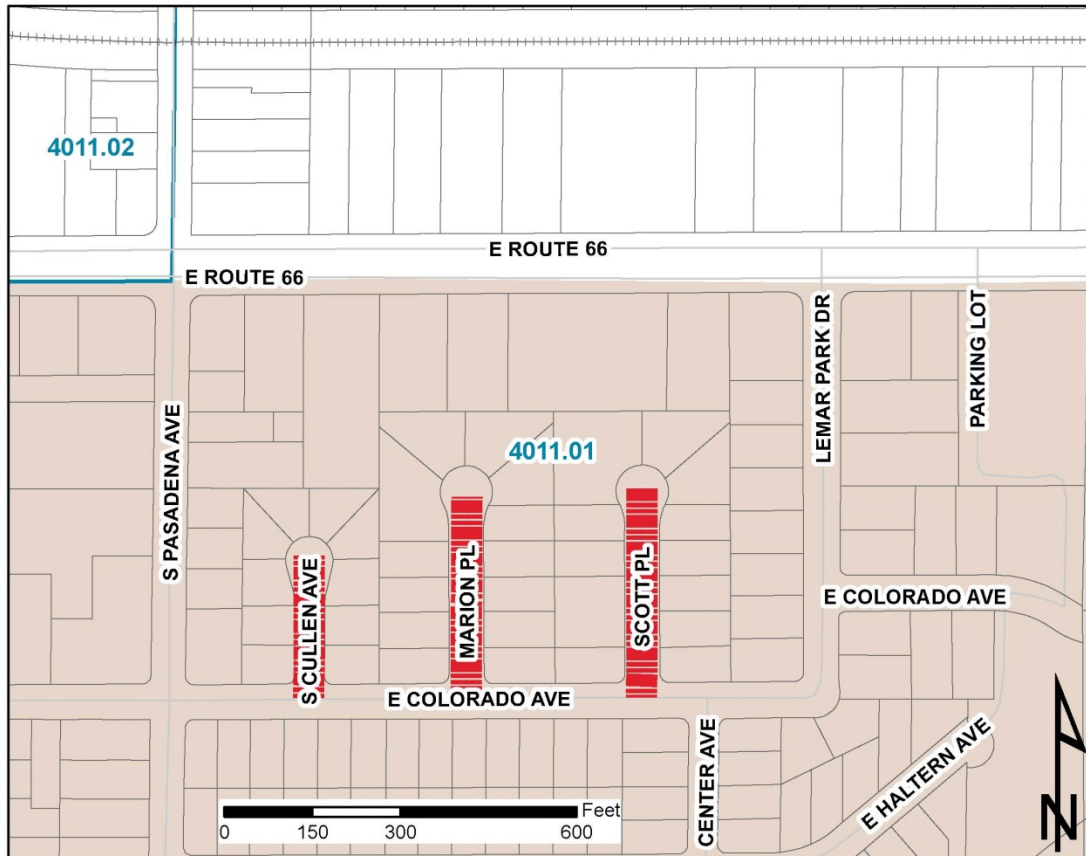 4011.02
E ROUTE 66
E ROUTE 66
LEMAR PARK DR
PARKING LOT
S PASADENA AVE
4011.01
S CULLEN AVE
MARION PL
SCOTT PL
E COLORADO AVE
E COLORADO AVE
CENTER AVE
E HALTERN AVE
Feet
0 150 300 600
N